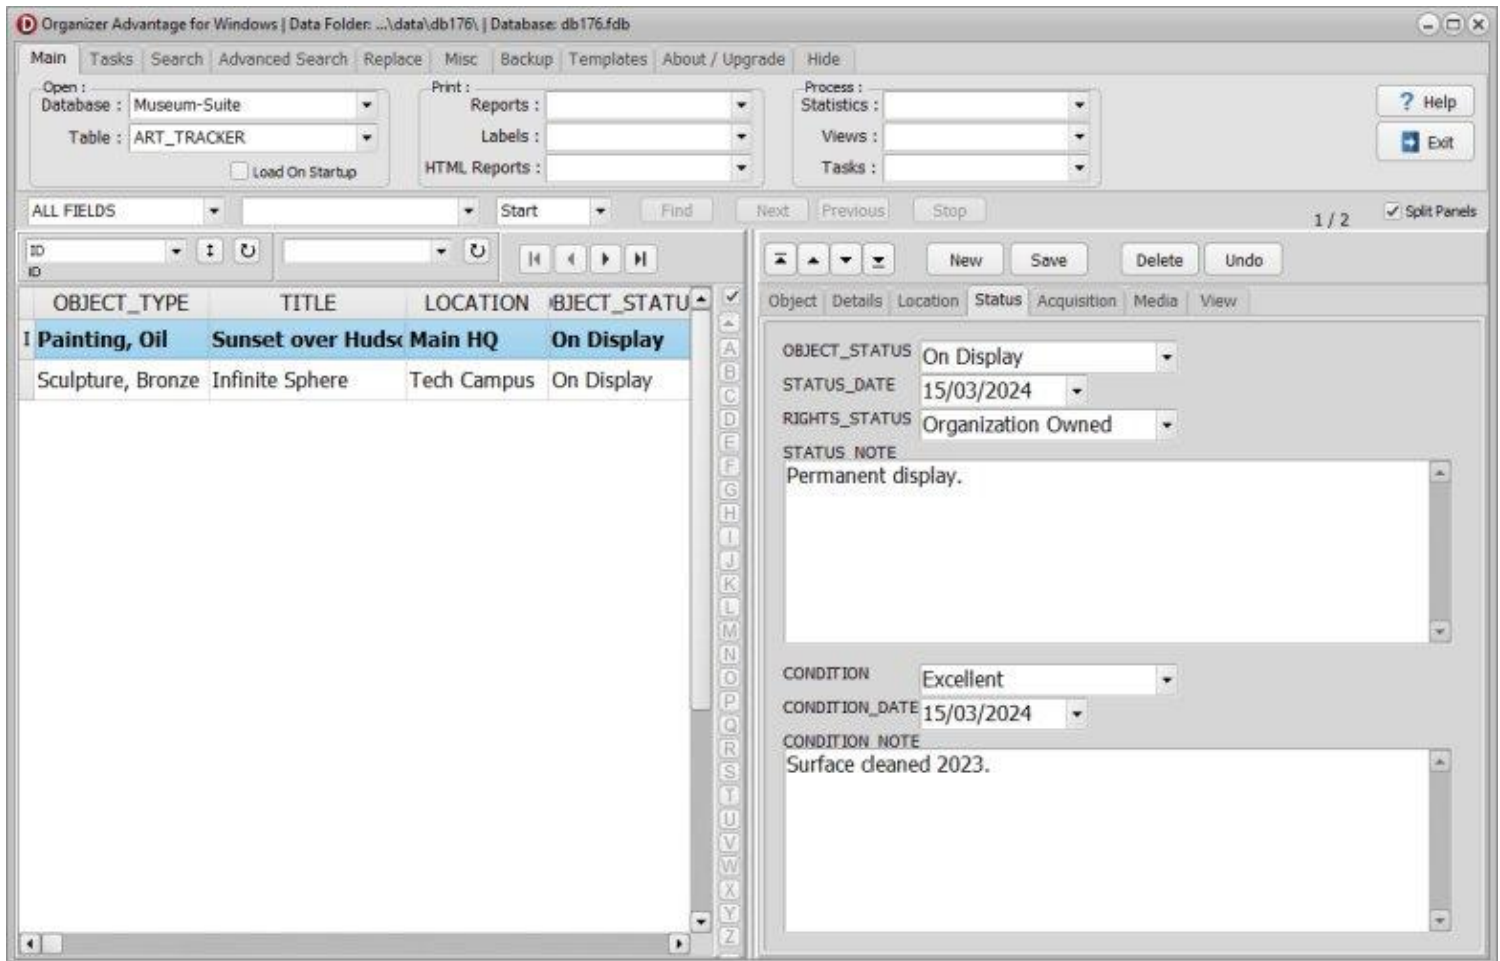 Organizer Advantage for Windows | Data Folder: ...\data\db176\ | Database: db176.fdb
Main Tasks Search Advanced Search Replace Misc Backup Templates About / Upgrade Hide
Open : Print : Process :
Database : Museum-Suite Reports : Statistics : ? Help
Table : ART_TRACKER Labels : Views : Exit
Load On Startup HTML Reports : Tasks :
ALL FIELDS Start Find Next Previous Stop 1 / 2 Split Panels
ID
ID
New Save Delete Undo
OBJECT_TYPE TITLE LOCATION BJECT_STATU
Painting, Oil Sunset over Hudsc Main HQ On Display
Sculpture, Bronze Infinite Sphere Tech Campus On Display
A
B
C
D
E
F
G
H
I
J
K
L
M
N
O
P
Q
R
S
T
U
V
W
X
Y
Z
Object Details Location Status Acquisition Media View
OBJECT_STATUS On Display
STATUS_DATE 15/03/2024
RIGHTS_STATUS Organization Owned
STATUS_NOTE
Permanent display.
CONDITION Excellent
CONDITION_DATE 15/03/2024
CONDITION_NOTE
Surface cleaned 2023.